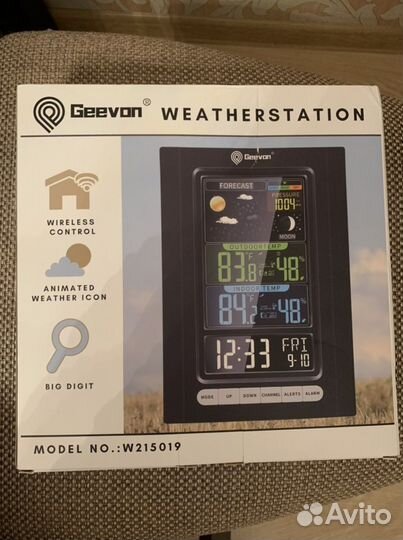 Geevon® WEATHERSTATION
WIRELESS
CONTROL
ANIMATED
WEATHER ICON
BIG DIGIT
Geevon®
FORECAST
PRESSURE
1004
MOON
OUTDOOR TEMP
83.8 °F 48%
INDOOR TEMP
84.2 °F 48%
12:33 FRI
9-10
MODE UP DOWN CHANNEL ALERTS ALARM
MODEL NO.:W215019
Avito